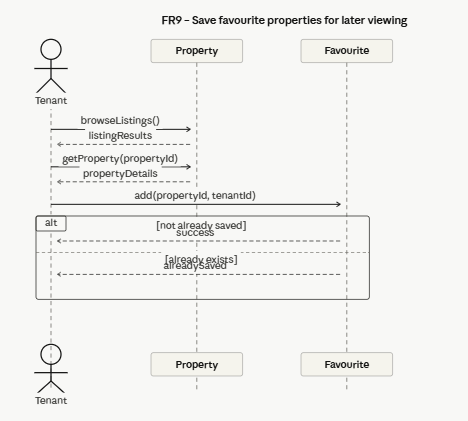 FR9 – Save favourite properties for later viewing
Property
Favourite
Tenant
browseListings()
listingResults
getProperty(propertyId)
propertyDetails
add(propertyId, tenantId)
alt
[not already saved]
success
[already exists]
alreadySaved
Property
Favourite
Tenant